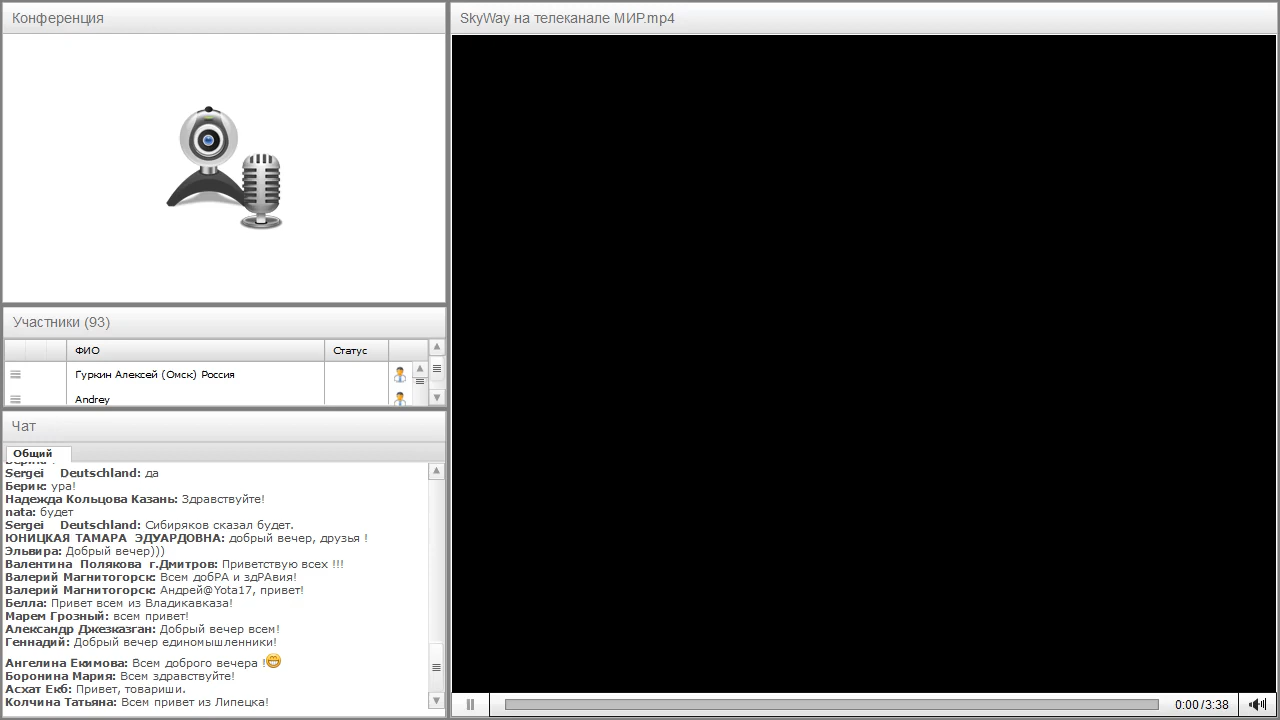 Конференция
SkyWay на телеканале МИР.mp4
Участники (93)
ФИО Статус
Гуркин Алексей (Омск) Россия
Andrey
Чат
Общий
Sergei Deutschland: да
Берик: ура!
Надежда Кольцова Казань: Здравствуйте!
nata: будет
Sergei Deutschland: Сибиряков сказал будет.
ЮНИЦКАЯ ТАМАРА ЭДУАРДОВНА: добрый вечер, друзья !
Эльвира: Добрый вечер)))
Валентина Полякова г.Дмитров: Приветствую всех !!!
Валерий Магнитогорск: Всем добРА и здРАвия!
Валерий Магнитогорск: Андрей@Yota17, привет!
Белла: Привет всем из Владикавказа!
Марем Грозный: всем привет!
Александр Джезказган: Добрый вечер всем!
Геннадий: Добрый вечер единомышленники!
Ангелина Екимова: Всем доброго вечера !
Боронина Мария: Всем здравствуйте!
Асхат Екб: Привет, товариши.
Колчина Татьяна: Всем привет из Липецка!
0:00/3:38